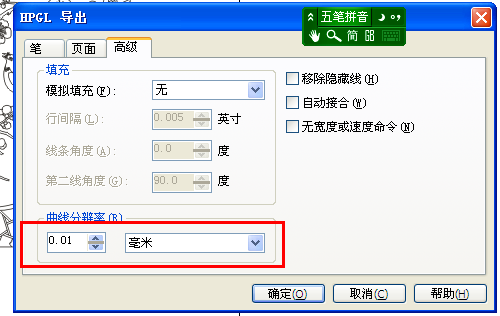 HPGL 导出
五笔拼音
简
笔
页面
高级
填充
模拟填充(F):
无
行间隔(L):
0.005
英寸
线条角度(A):
0.0
度
第二线角度(G):
90.0
度
移除隐藏线(H)
自动接合(W)
无宽度或速度命令(N)
曲线分辨率(R)
0.01
毫米
确定(O)
取消(C)
帮助(H)